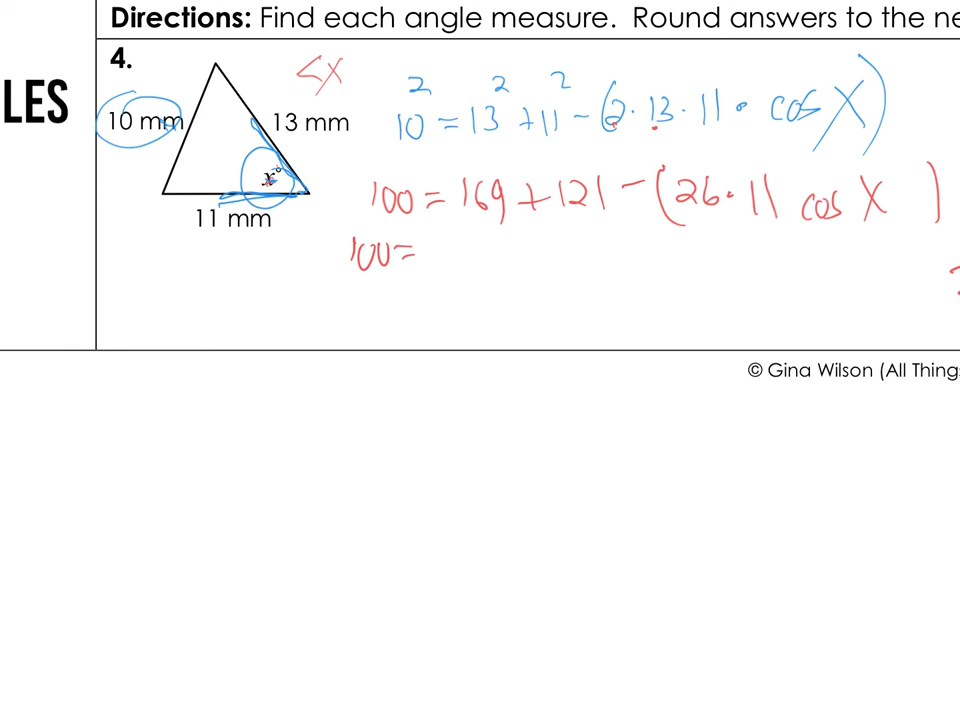 Directions: Find each angle measure. Round answers to the ne
4.
LES
<X
10 mm
13 mm
x°
11 mm
10² = 13² + 11² - (2 · 13 · 11 · cos X)
100 = 169 + 121 - (26 · 11 cos X )
100 =
© Gina Wilson (All Things